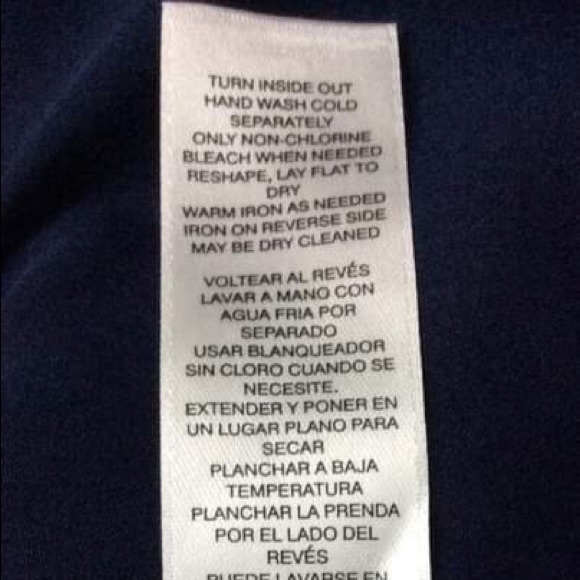 TURN INSIDE OUT
HAND WASH COLD
SEPARATELY
ONLY NON-CHLORINE
BLEACH WHEN NEEDED
RESHAPE, LAY FLAT TO
DRY
WARM IRON AS NEEDED
IRON ON REVERSE SIDE
MAY BE DRY CLEANED
VOLTEAR AL REVÉS
LAVAR A MANO CON
AGUA FRIA POR
SEPARADO
USAR BLANQUEADOR
SIN CLORO CUANDO SE
NECESITE.
EXTENDER Y PONER EN
UN LUGAR PLANO PARA
SECAR
PLANCHAR A BAJA
TEMPERATURA
PLANCHAR LA PRENDA
POR EL LADO DEL
REVÉS
PUEDE LAVARSE EN